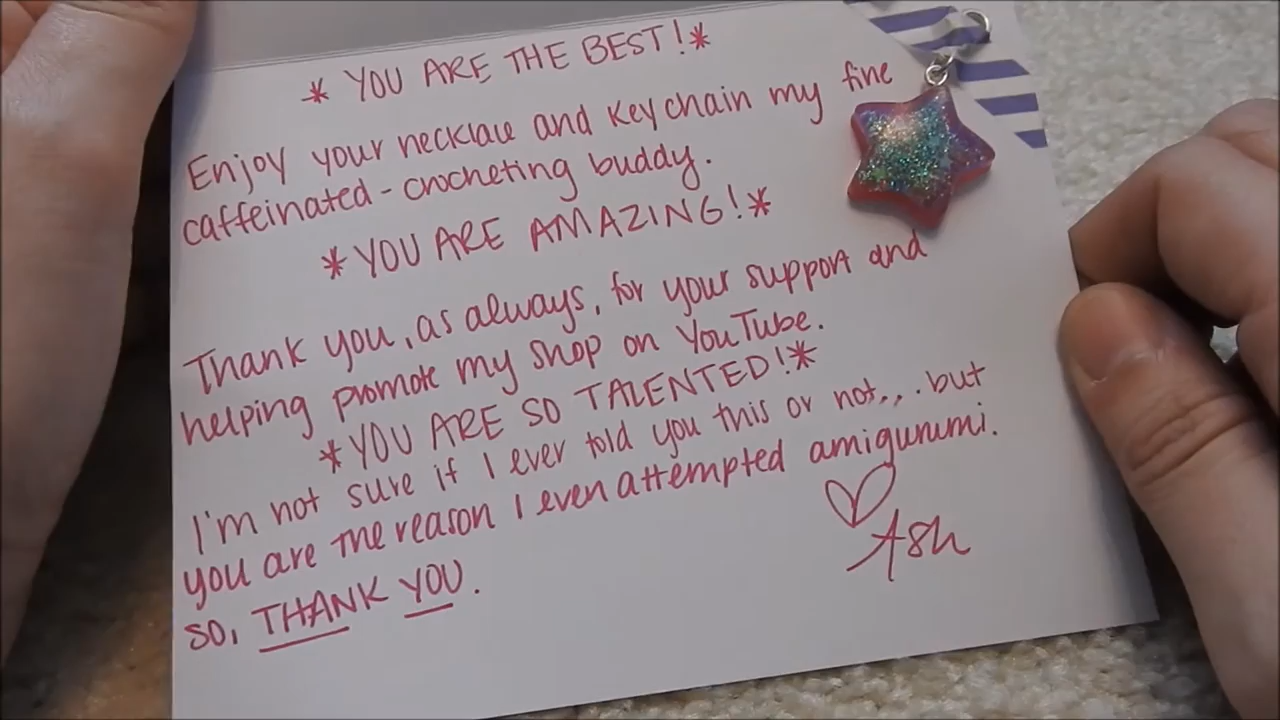 * YOU ARE THE BEST! *
Enjoy your necklace and keychain my fine
caffeinated - crocheting buddy.
* YOU ARE AMAZING! *
Thank you, as always, for your support and
helping promote my shop on YouTube.
* YOU ARE SO TALENTED! *
I'm not sure if I ever told you this or not... but
you are the reason I even attempted amigurumi.
so, THANK YOU.
♡ Ash